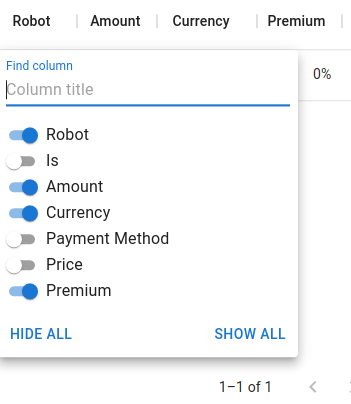 Robot Amount Currency Premium
Find column
Column title
0%
Robot
Is
Amount
Currency
Payment Method
Price
Premium
HIDE ALL SHOW ALL
1–1 of 1